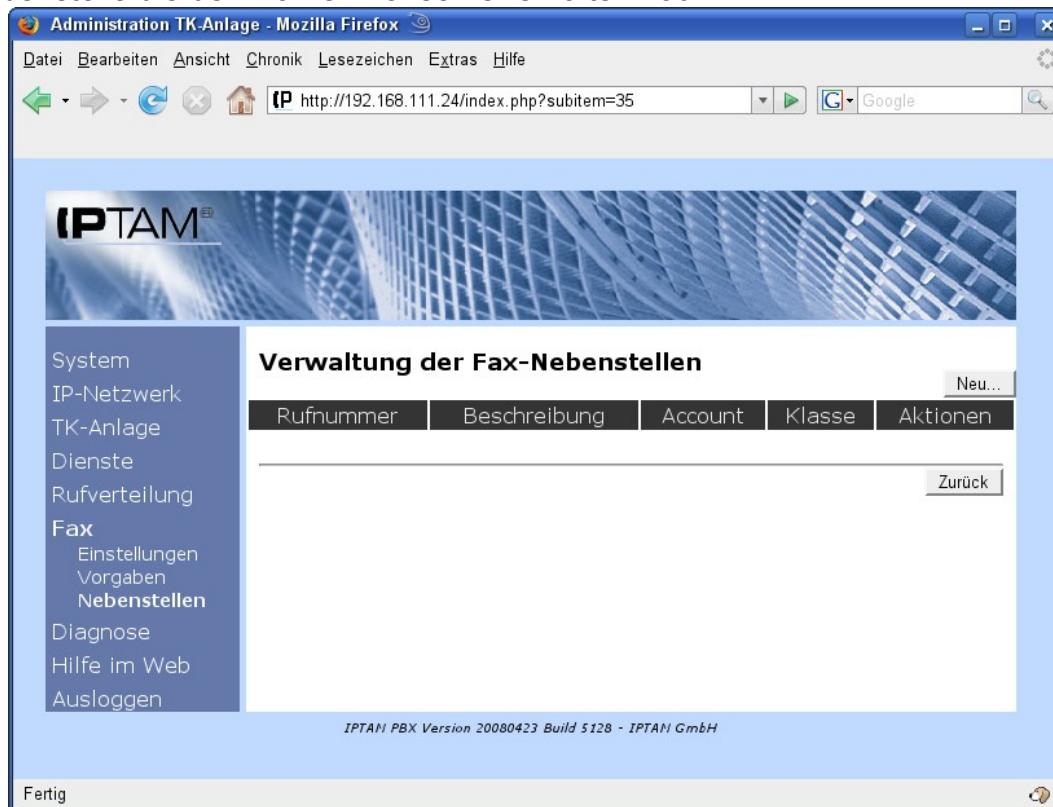 Administration TK-Anlage - Mozilla Firefox
Datei Bearbeiten Ansicht Chronik Lesezeichen Extras Hilfe
http://192.168.111.24/index.php?subitem=35
Google
IPTAM®
System
IP-Netzwerk
TK-Anlage
Dienste
Rufverteilung
Fax
Einstellungen
Vorgaben
Nebenstellen
Diagnose
Hilfe im Web
Ausloggen
Verwaltung der Fax-Nebenstellen
Neu...
Rufnummer Beschreibung Account Klasse Aktionen
Zurück
IPTAM PBX Version 20080423 Build 5128 - IPTAM GmbH
Fertig